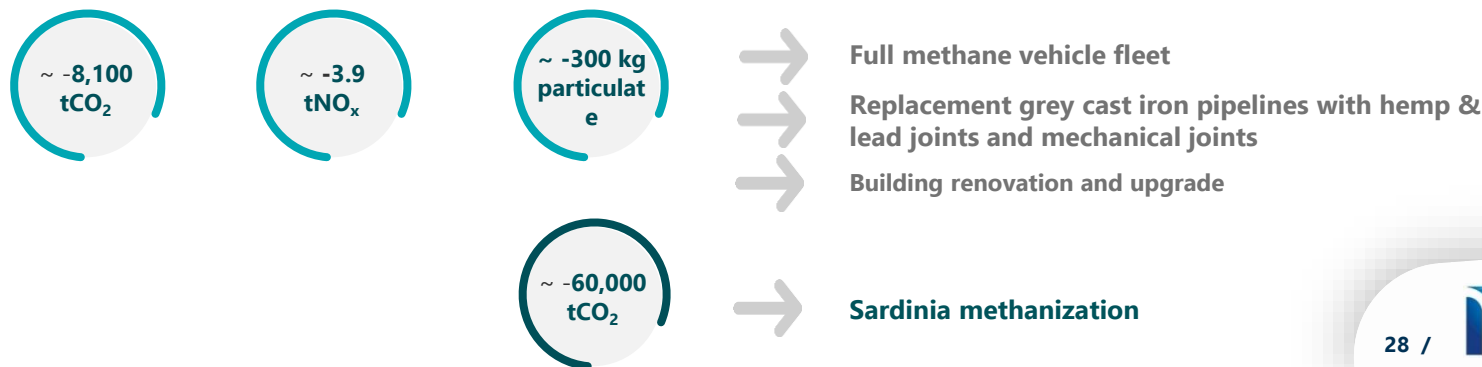 ~ -8,100
tCO₂
~ -3.9
tNOₓ
~ -300 kg
particulat
e
Full methane vehicle fleet
Replacement grey cast iron pipelines with hemp &
lead joints and mechanical joints
Building renovation and upgrade
~ -60,000
tCO₂
Sardinia methanization
28 /